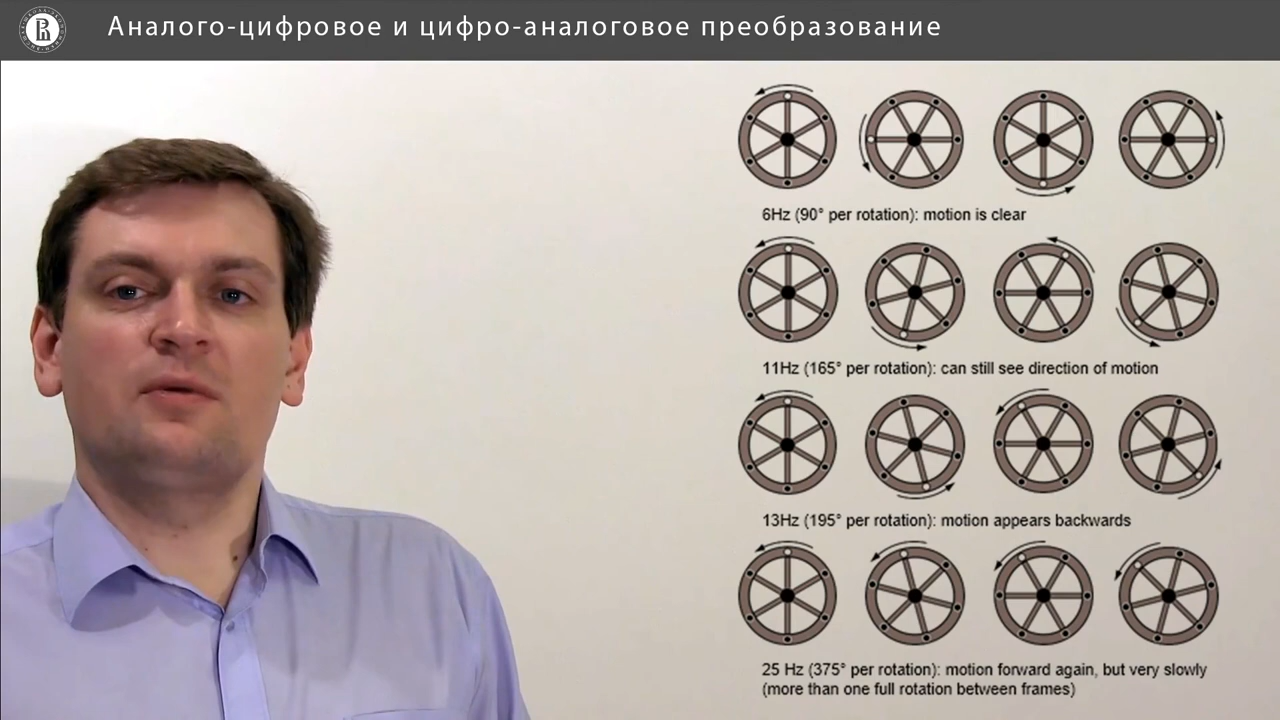 Аналого-цифровое и цифро-аналоговое преобразование
6Hz (90° per rotation): motion is clear
11Hz (165° per rotation): can still see direction of motion
13Hz (195° per rotation): motion appears backwards
25 Hz (375° per rotation): motion forward again, but very slowly
(more than one full rotation between frames)